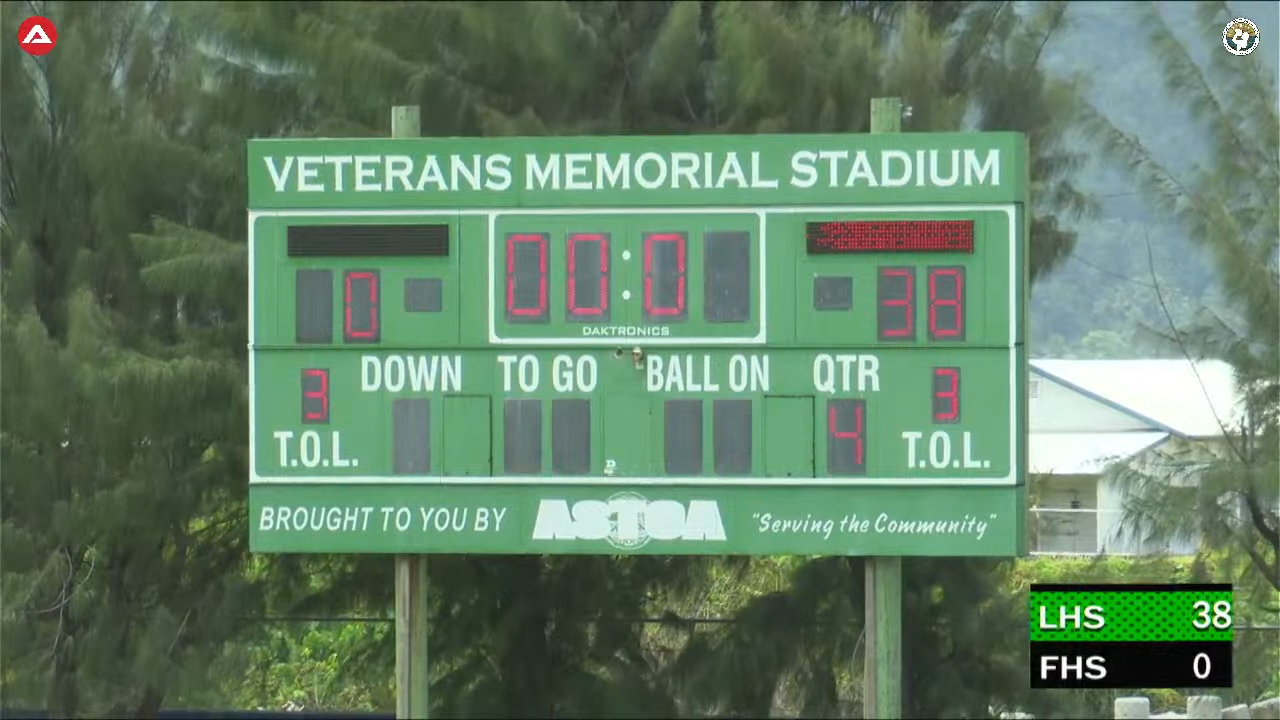 VETERANS MEMORIAL STADIUM
00:0
0
38
DAKTRONICS
DOWN TO GO BALL ON QTR
3
4
3
T.O.L.
T.O.L.
BROUGHT TO YOU BY ASTCA "Serving the Community"
LHS 38
FHS 0